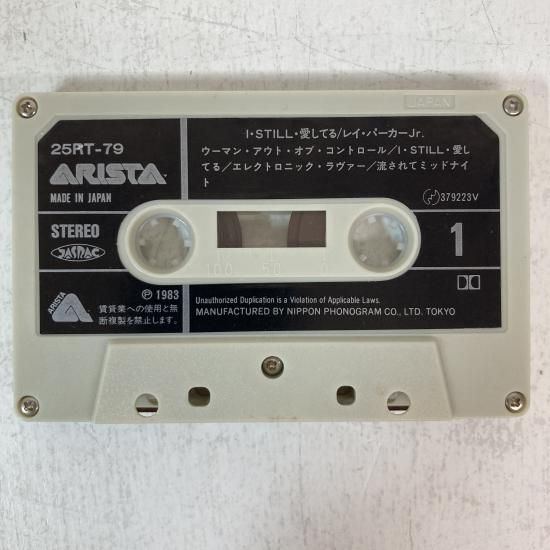 JAPAN
25RT-79
ARISTA
MADE IN JAPAN
I・STILL・愛してる/レイ・パーカーJr.
ウーマン・アウト・オブ・コントロール/I・STILL・愛し
てる/エレクトロニック・ラヴァー/流されてミッドナイ
ト
379223V
STEREO
JASRAC
1
100 50 0
ARISTA
℗ 1983
賃貸業への使用と無
断複製を禁止します。
Unauthorized Duplication is a Violation of Applicable Laws.
MANUFACTURED BY NIPPON PHONOGRAM CO., LTD. TOKYO